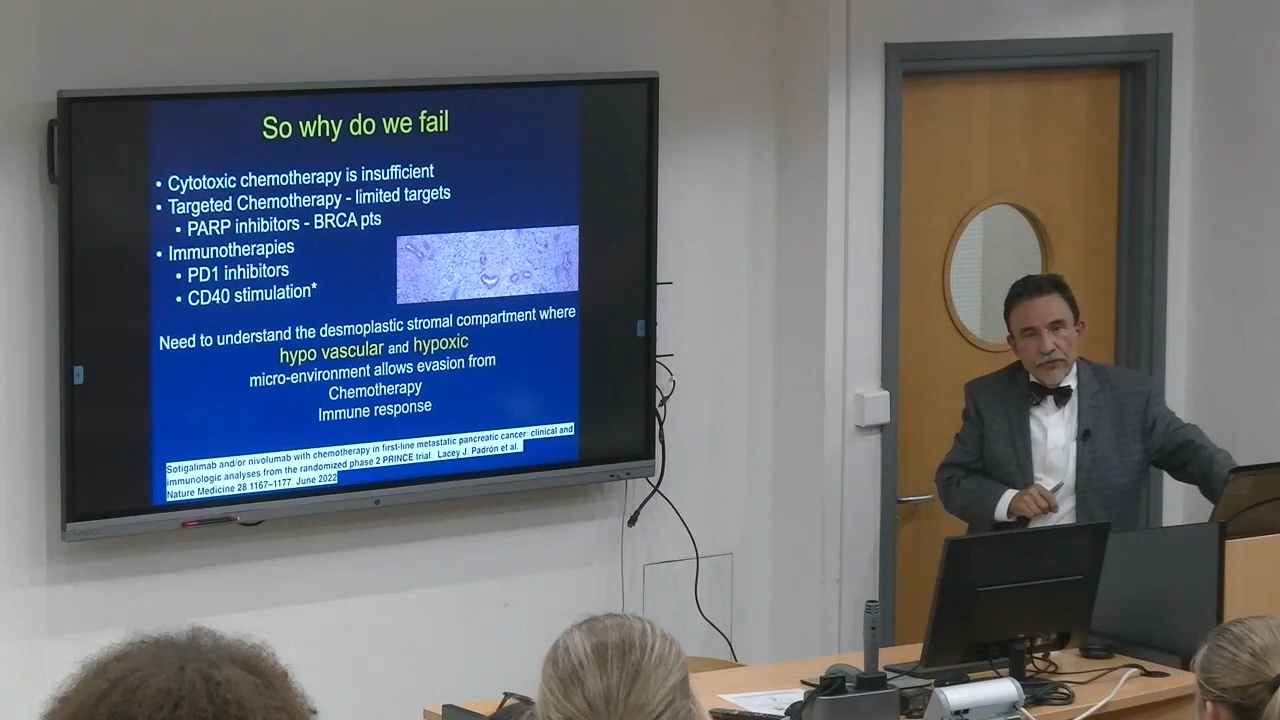 So why do we fail
• Cytotoxic chemotherapy is insufficient
• Targeted Chemotherapy - limited targets
• PARP inhibitors - BRCA pts
• Immunotherapies
• PD1 inhibitors
• CD40 stimulation*
Need to understand the desmoplastic stromal compartment where
hypo vascular and hypoxic
micro-environment allows evasion from
Chemotherapy
Immune response
Sotigalimab and/or nivolumab with chemotherapy in first-line metastatic pancreatic cancer: clinical and
immunologic analyses from the randomized phase 2 PRINCE trial. Lacey J. Padrón et al.
Nature Medicine 28 1167–1177. June 2022